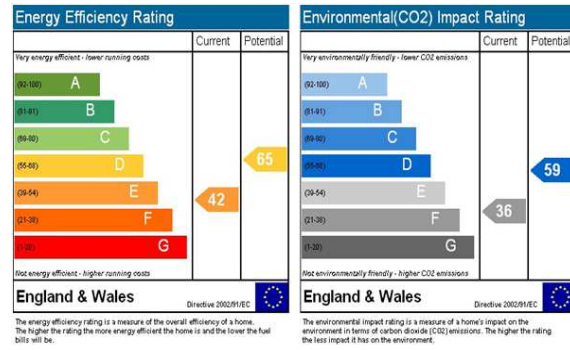 Energy Efficiency Rating
Current Potential
Very energy efficient - lower running costs
(92-100) A
(81-91) B
(69-80) C
(55-68) D
65
(39-54) E
42
(21-38) F
(1-20) G
Not energy efficient - higher running costs
England & Wales
Directive 2002/91/EC
The energy efficiency rating is a measure of the overall efficiency of a home.
The higher the rating the more energy efficient the home is and the lower the fuel
bills will be.
Environmental(CO2) Impact Rating
Current Potential
Very environmentally friendly - lower CO2 emissions
(92-100) A
(81-91) B
(69-80) C
(55-68) D
59
(39-54) E
(21-38) F
36
(1-20) G
Not environmentally friendly - higher CO2 emissions
England & Wales
Directive 2002/91/EC
The environmental impact rating is a measure of a home's impact on the
environment in terms of carbon dioxide (CO2) emissions. The higher the rating
the less impact it has on the environment.